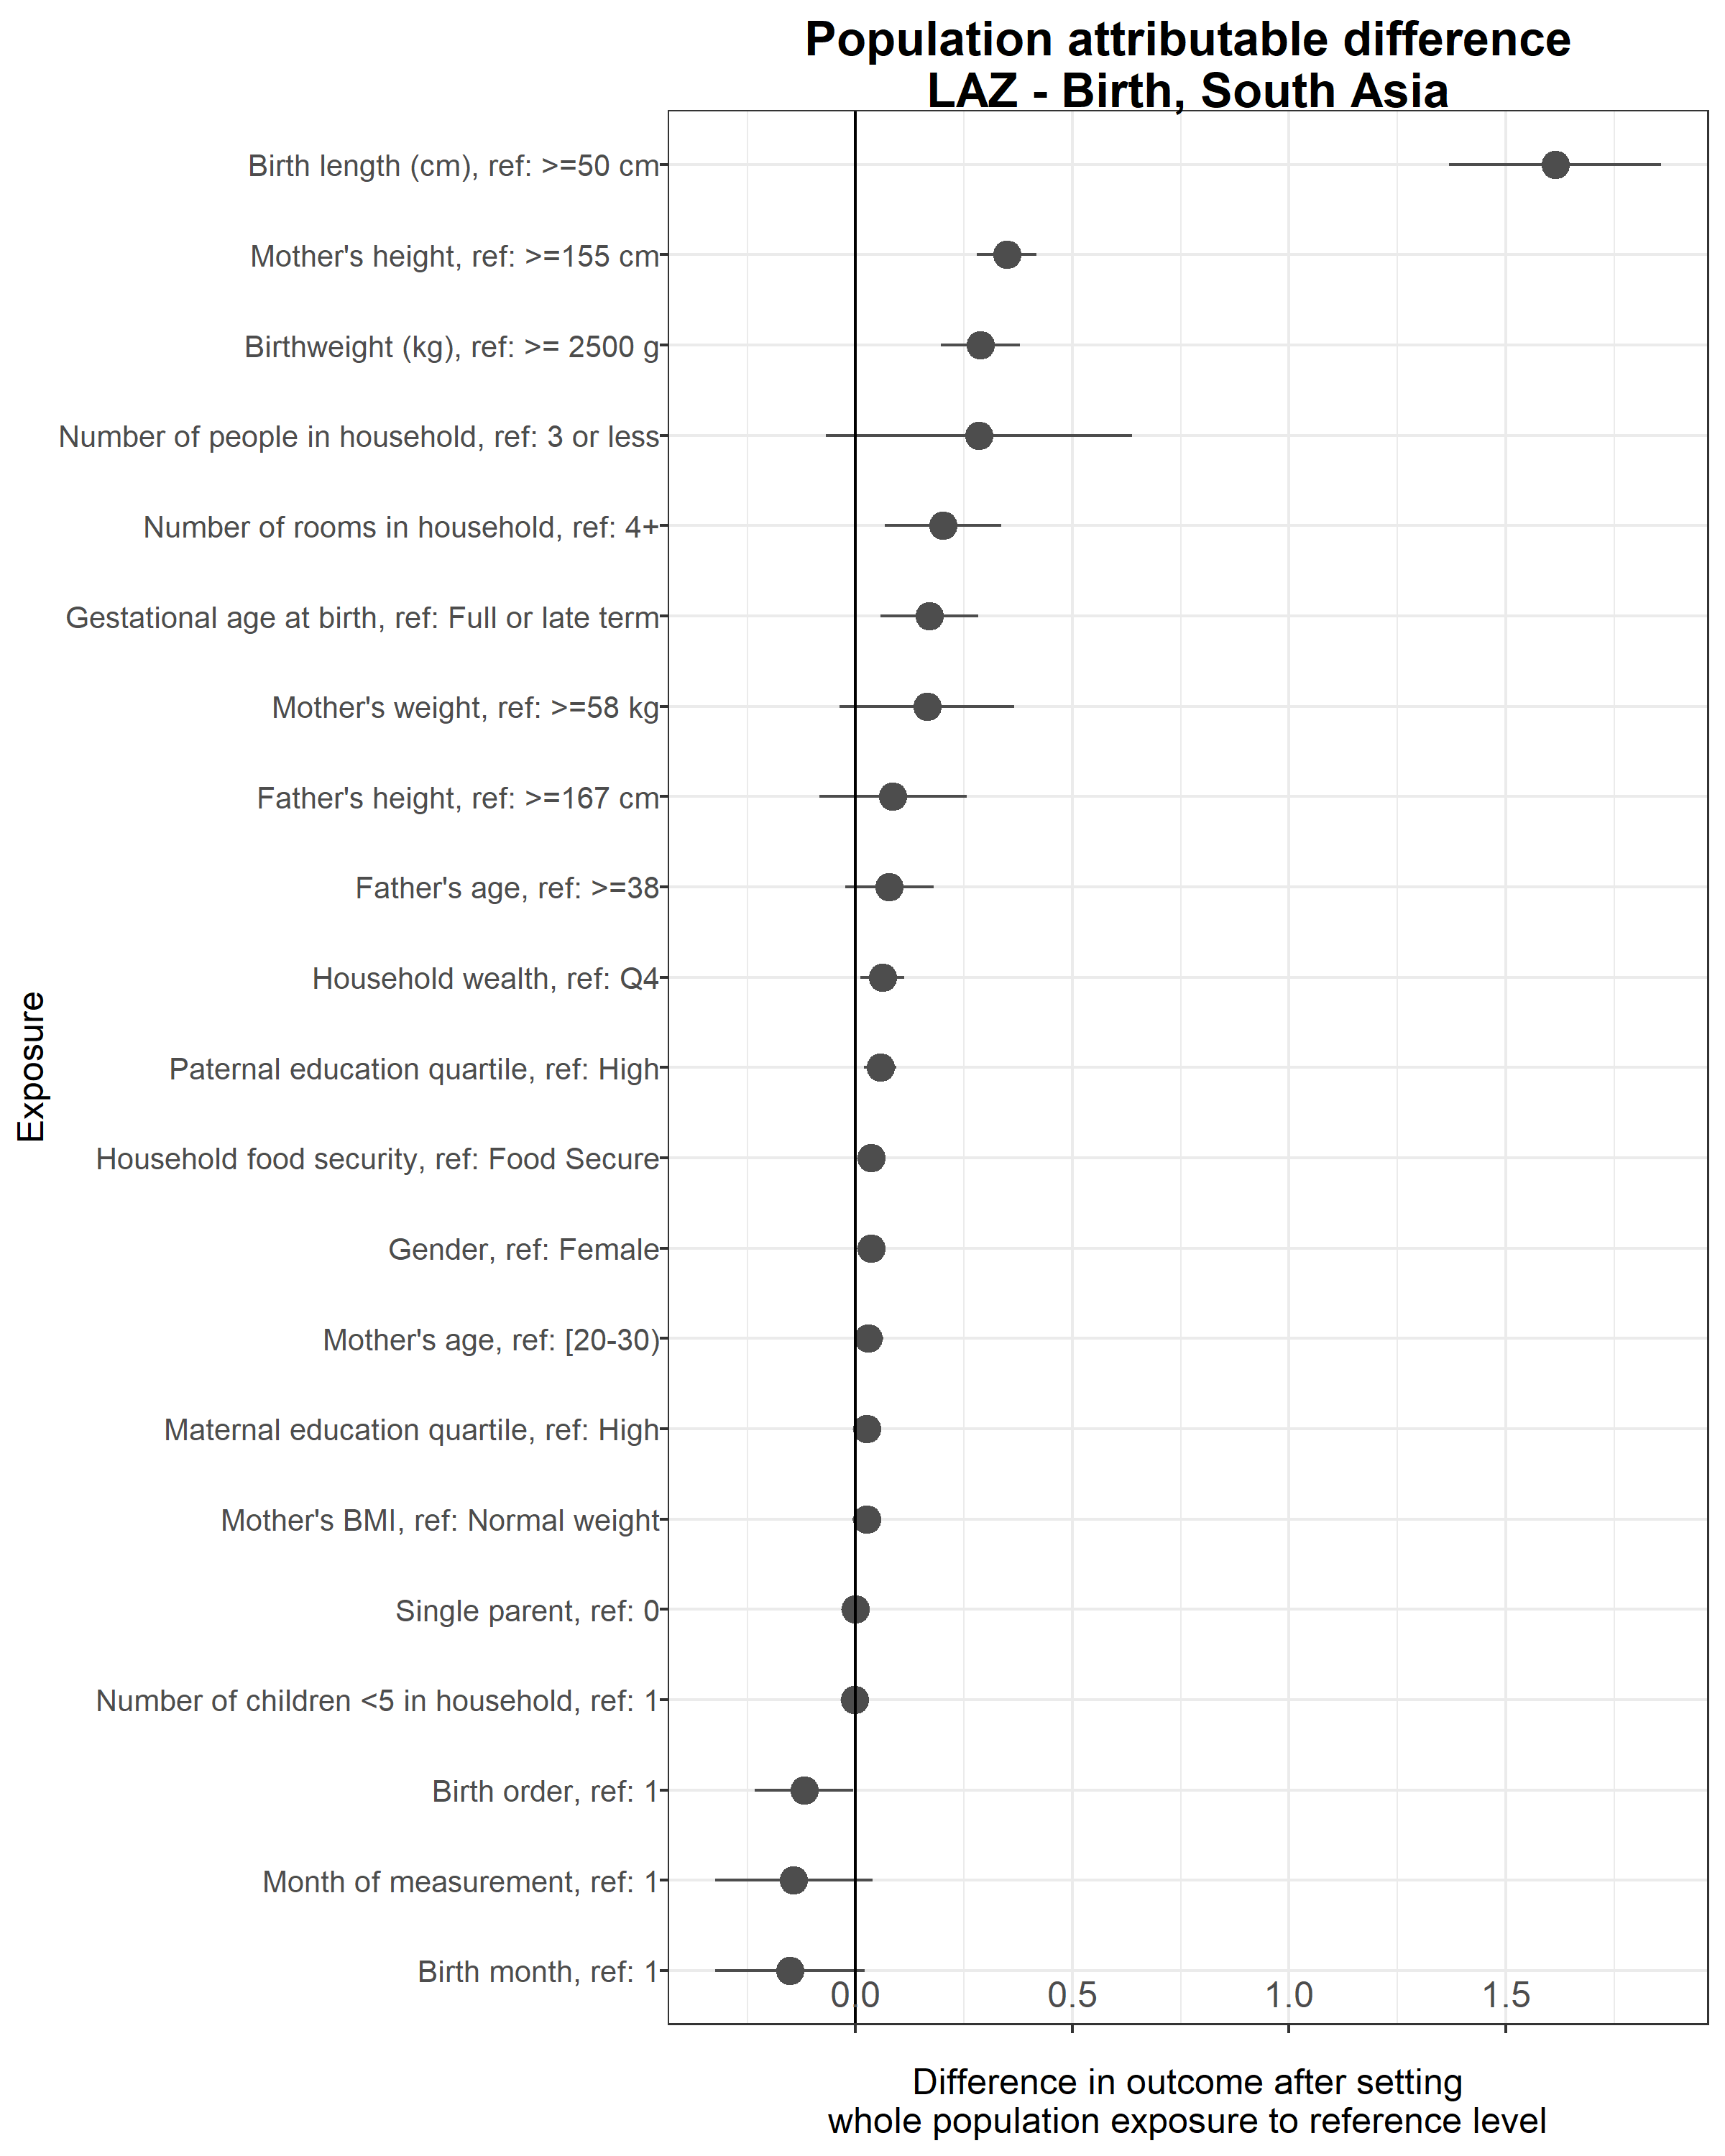 Population attributable difference
LAZ - Birth, South Asia
Birth length (cm), ref: >=50 cm
Mother's height, ref: >=155 cm
Birthweight (kg), ref: >= 2500 g
Number of people in household, ref: 3 or less
Number of rooms in household, ref: 4+
Gestational age at birth, ref: Full or late term
Mother's weight, ref: >=58 kg
Father's height, ref: >=167 cm
Father's age, ref: >=38
Household wealth, ref: Q4
Paternal education quartile, ref: High
Household food security, ref: Food Secure
Gender, ref: Female
Mother's age, ref: [20-30)
Maternal education quartile, ref: High
Mother's BMI, ref: Normal weight
Single parent, ref: 0
Number of children <5 in household, ref: 1
Birth order, ref: 1
Month of measurement, ref: 1
Birth month, ref: 1
Exposure
0.0 0.5 1.0 1.5
Difference in outcome after setting
whole population exposure to reference level